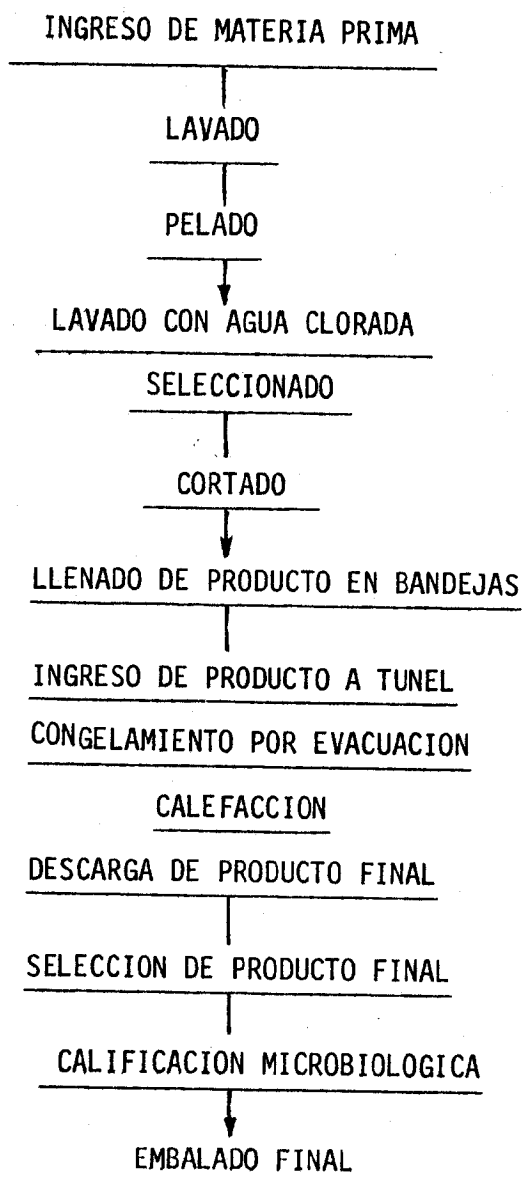 INGRESO DE MATERIA PRIMA
LAVADO
PELADO
LAVADO CON AGUA CLORADA
SELECCIONADO
CORTADO
LLENADO DE PRODUCTO EN BANDEJAS
INGRESO DE PRODUCTO A TUNEL
CONGELAMIENTO POR EVACUACION
CALEFACCION
DESCARGA DE PRODUCTO FINAL
SELECCION DE PRODUCTO FINAL
CALIFICACION MICROBIOLOGICA
EMBALADO FINAL